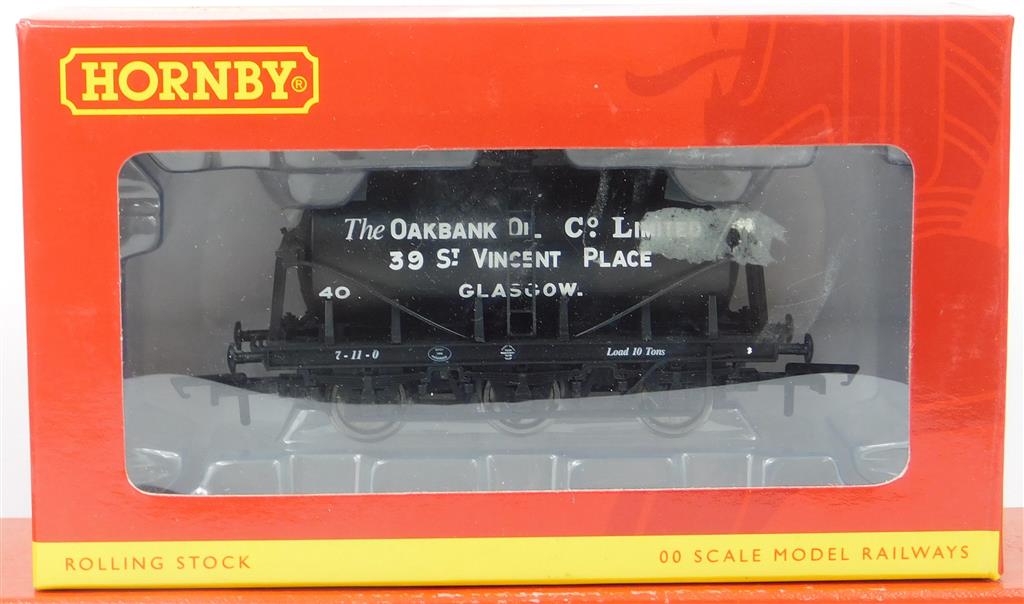 HORNBY®
The OAKBANK OIL Co. LIMITED
39 ST VINCENT PLACE
40 GLASGOW.
7-11-0 Load 10 Tons
ROLLING STOCK 00 SCALE MODEL RAILWAYS